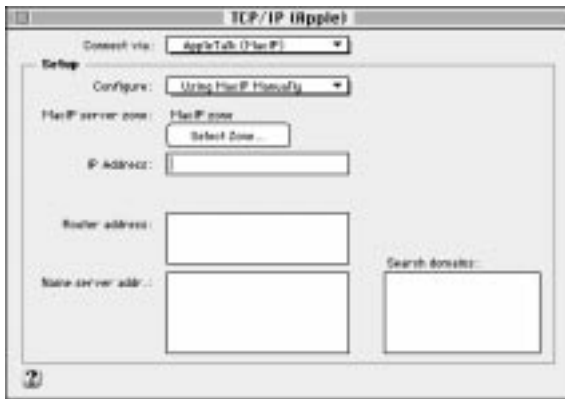 TCP/IP (Apple)
Connect via: AppleTalk (MacIP)
Setup
Configure: Using MacIP Manually
MacIP server zone: MacIP zone
Select Zone...
IP Address:
Router address:
Search domains:
Name server addr.:
?